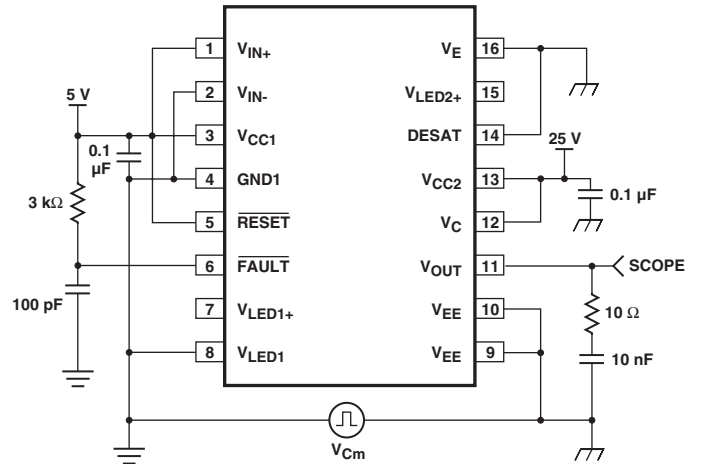 1 V_IN+
2 V_IN-
3 V_CC1
4 GND1
5 RESET
6 FAULT
7 V_LED1+
8 V_LED1
V_E 16
V_LED2+ 15
DESAT 14
V_CC2 13
V_C 12
V_OUT 11
V_EE 10
V_EE 9
5 V
0.1
µF
3 kΩ
100 pF
25 V
0.1 µF
SCOPE
10 Ω
10 nF
V_Cm